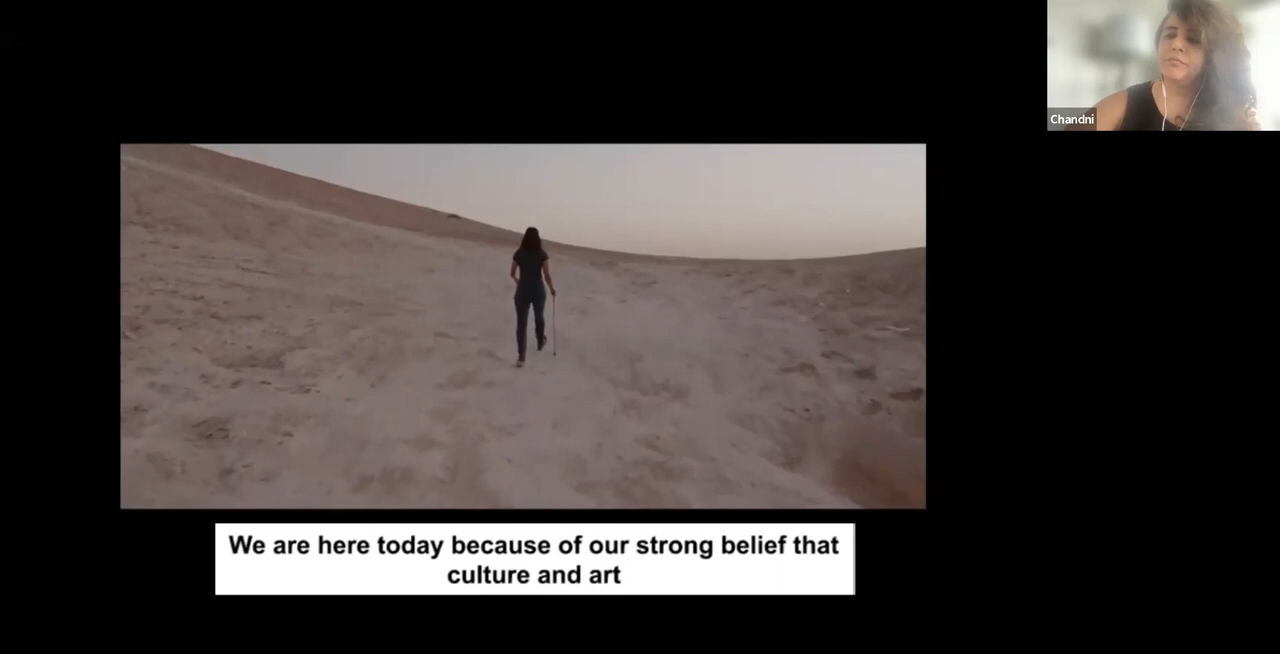 Chandni
We are here today because of our strong belief that
culture and art